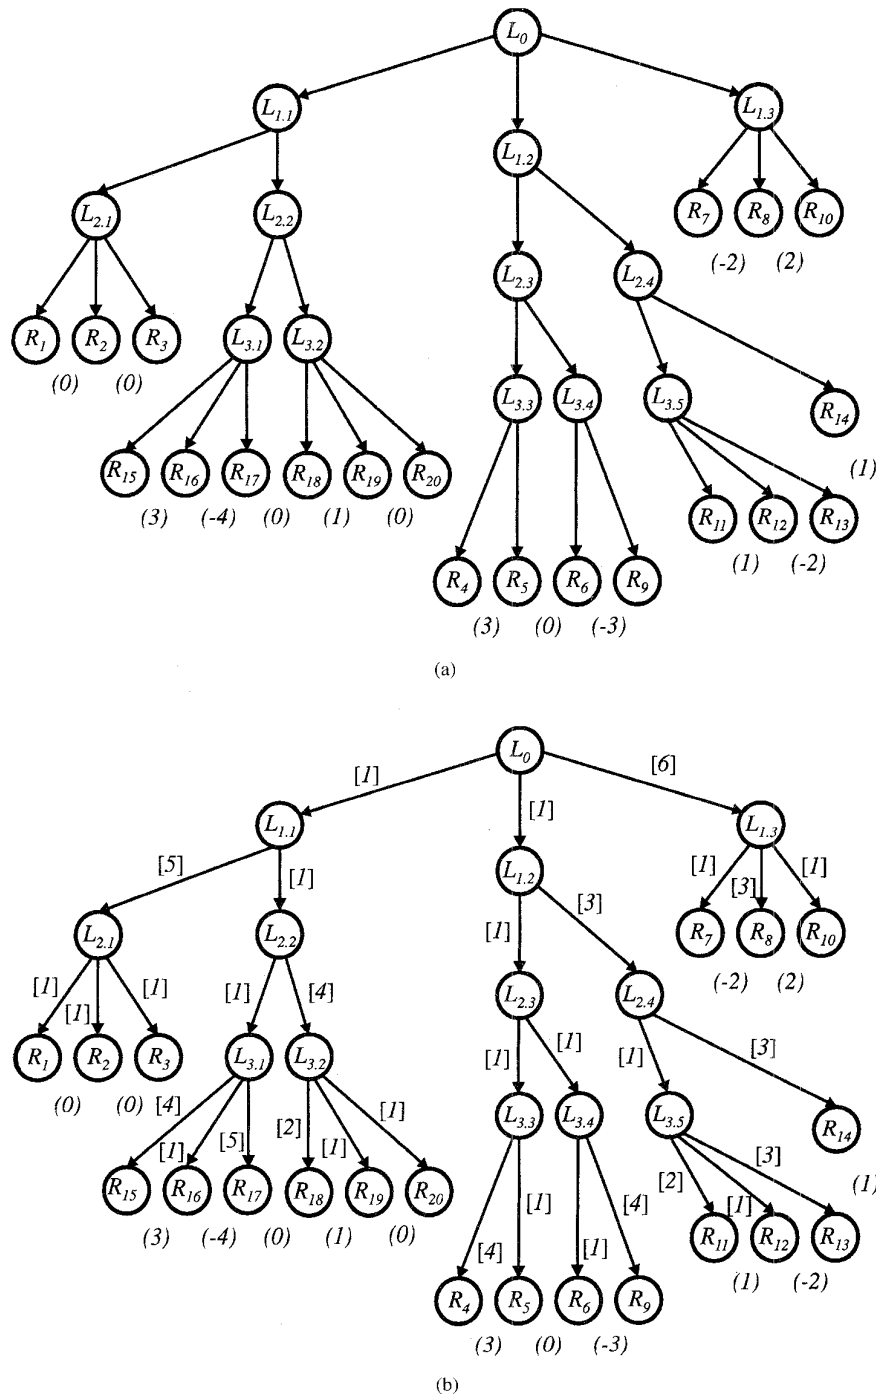 L0
L1.1 L1.2 L1.3
L2.1 L2.2 R7 R8 R10
(-2) (2)
L2.3 L2.4
R1 R2 R3 L3.1 L3.2
(0) (0)
L3.3 L3.4 L3.5 R14
(1)
R15 R16 R17 R18 R19 R20
(3) (-4) (0) (1) (0)
R11 R12 R13
(1) (-2)
R4 R5 R6 R9
(3) (0) (-3)
(a)
L0
[1] [1] [6]
L1.1 L1.2 L1.3
[5] [1] [1] [3] [1]
[1] [3]
L2.1 L2.2 R7 R8 R10
(-2) (2)
[1] [1] [1] [1] [4]
L2.3 L2.4
[1] [1] [1] [3]
R1 R2 R3 L3.1 L3.2
(0) (0)
[4] [1] [5] [2] [1] [1]
L3.3 L3.4 L3.5 R14
(1)
[2] [1] [3]
R15 R16 R17 R18 R19 R20
(3) (-4) (0) (1) (0)
[4] [1] [1] [4]
R11 R12 R13
(1) (-2)
R4 R5 R6 R9
(3) (0) (-3)
(b)